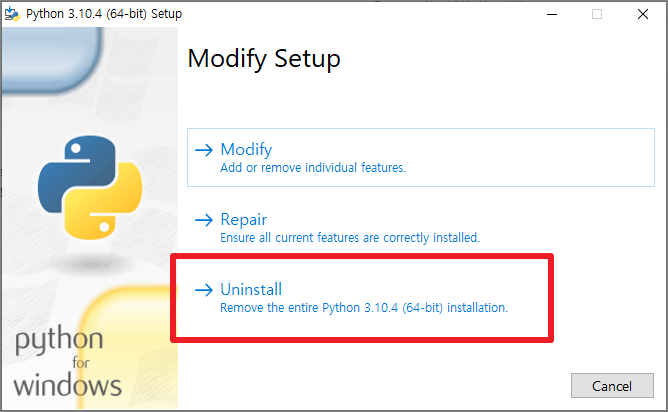 Python 3.10.4 (64-bit) Setup
Modify Setup
Modify
Add or remove individual features.
Repair
Ensure all current features are correctly installed.
Uninstall
Remove the entire Python 3.10.4 (64-bit) installation.
python
for
windows
Cancel